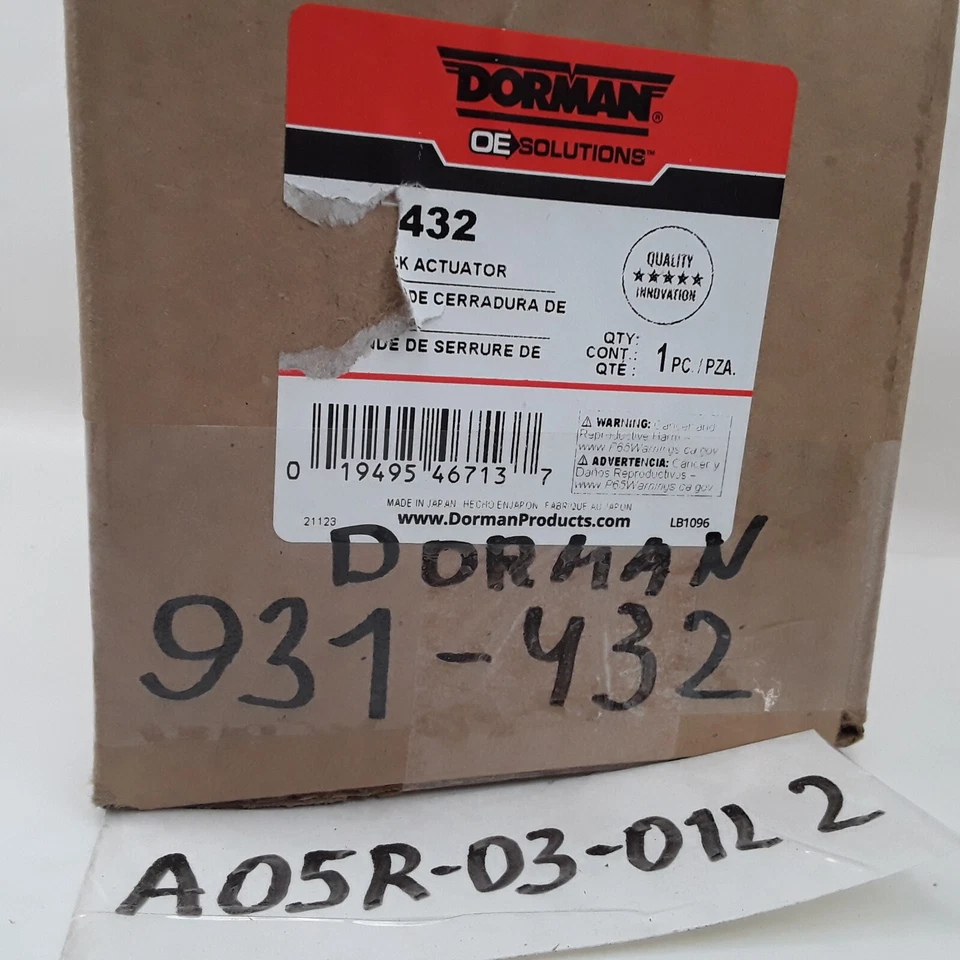 DORMAN®
OE SOLUTIONS™
432
CK ACTUATOR
DE CERRADURA DE
NDE DE SERRURE DE
QUALITY
★★★★★
INNOVATION
QTY:
CONT.:
QTÉ :
1 PC. / PZA.
0 19495 46713 7
⚠ WARNING: Cancer and
Reproductive Harm -
www.P65Warnings.ca.gov
⚠ ADVERTENCIA: Cáncer y
Daños Reproductivos -
www.P65Warnings.ca.gov
MADE IN JAPAN HECHO EN JAPON FABRIQUE AU JAPON
21123
www.DormanProducts.com
LB1096
DORMAN
931-432
A05R-03-01L 2